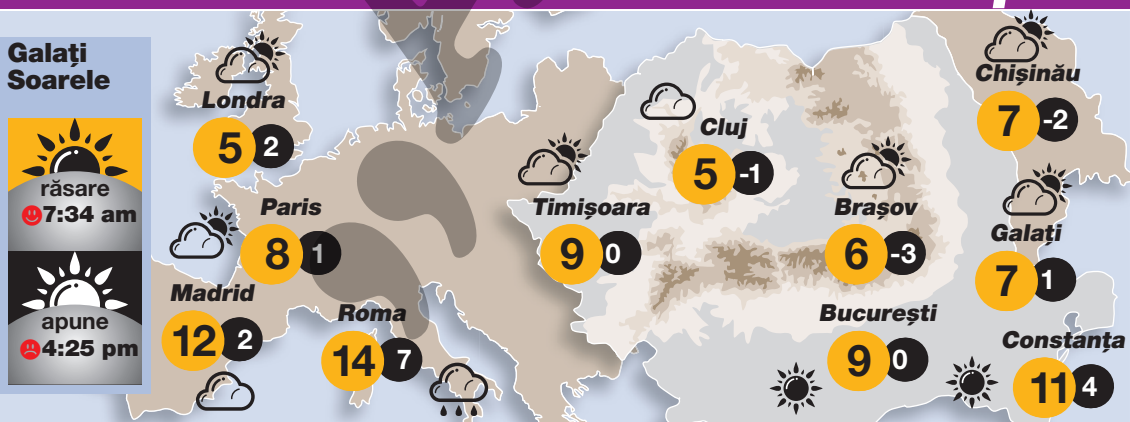 Galați
Soarele
răsare
7:34 am
apune
4:25 pm
Londra
5 2
Paris
8 1
Madrid
12 2
Roma
14 7
Timișoara
9 0
Cluj
5 -1
Brașov
6 -3
București
9 0
Chișinău
7 -2
Galați
7 1
Constanța
11 4